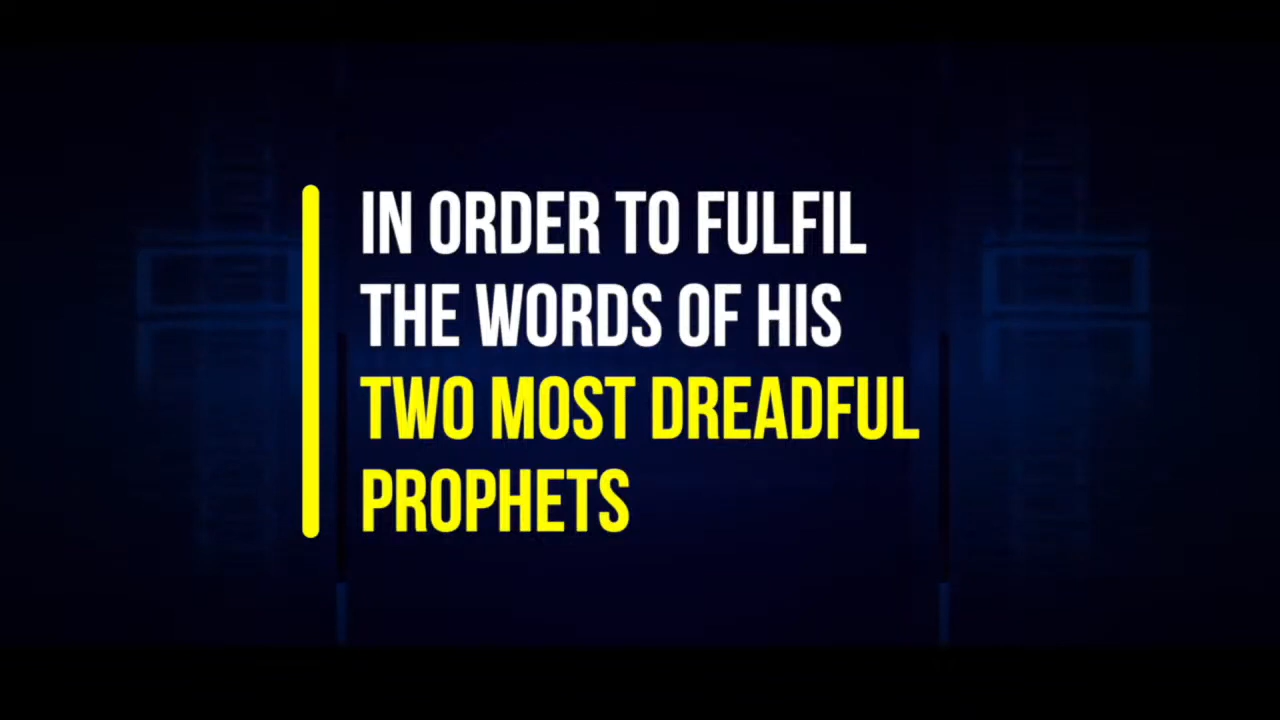 IN ORDER TO FULFIL
THE WORDS OF HIS
TWO MOST DREADFUL
PROPHETS